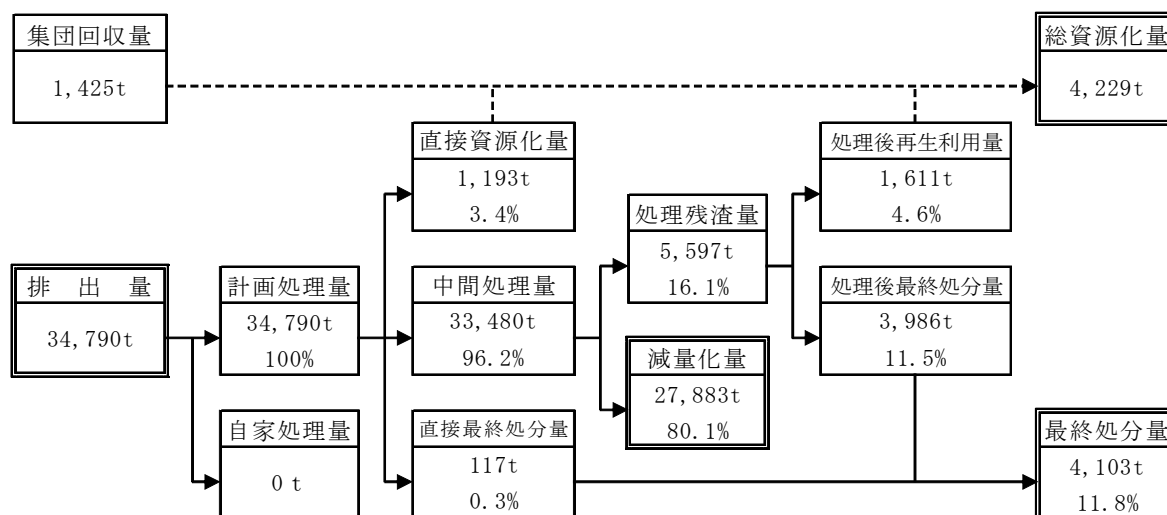 集団回収量
1,425t
総資源化量
4,229t
直接資源化量
1,193t
3.4%
処理後再生利用量
1,611t
4.6%
処理残渣量
5,597t
16.1%
排 出 量
34,790t
計画処理量
34,790t
100%
中間処理量
33,480t
96.2%
処理後最終処分量
3,986t
11.5%
減量化量
27,883t
80.1%
自家処理量
0 t
直接最終処分量
117t
0.3%
最終処分量
4,103t
11.8%